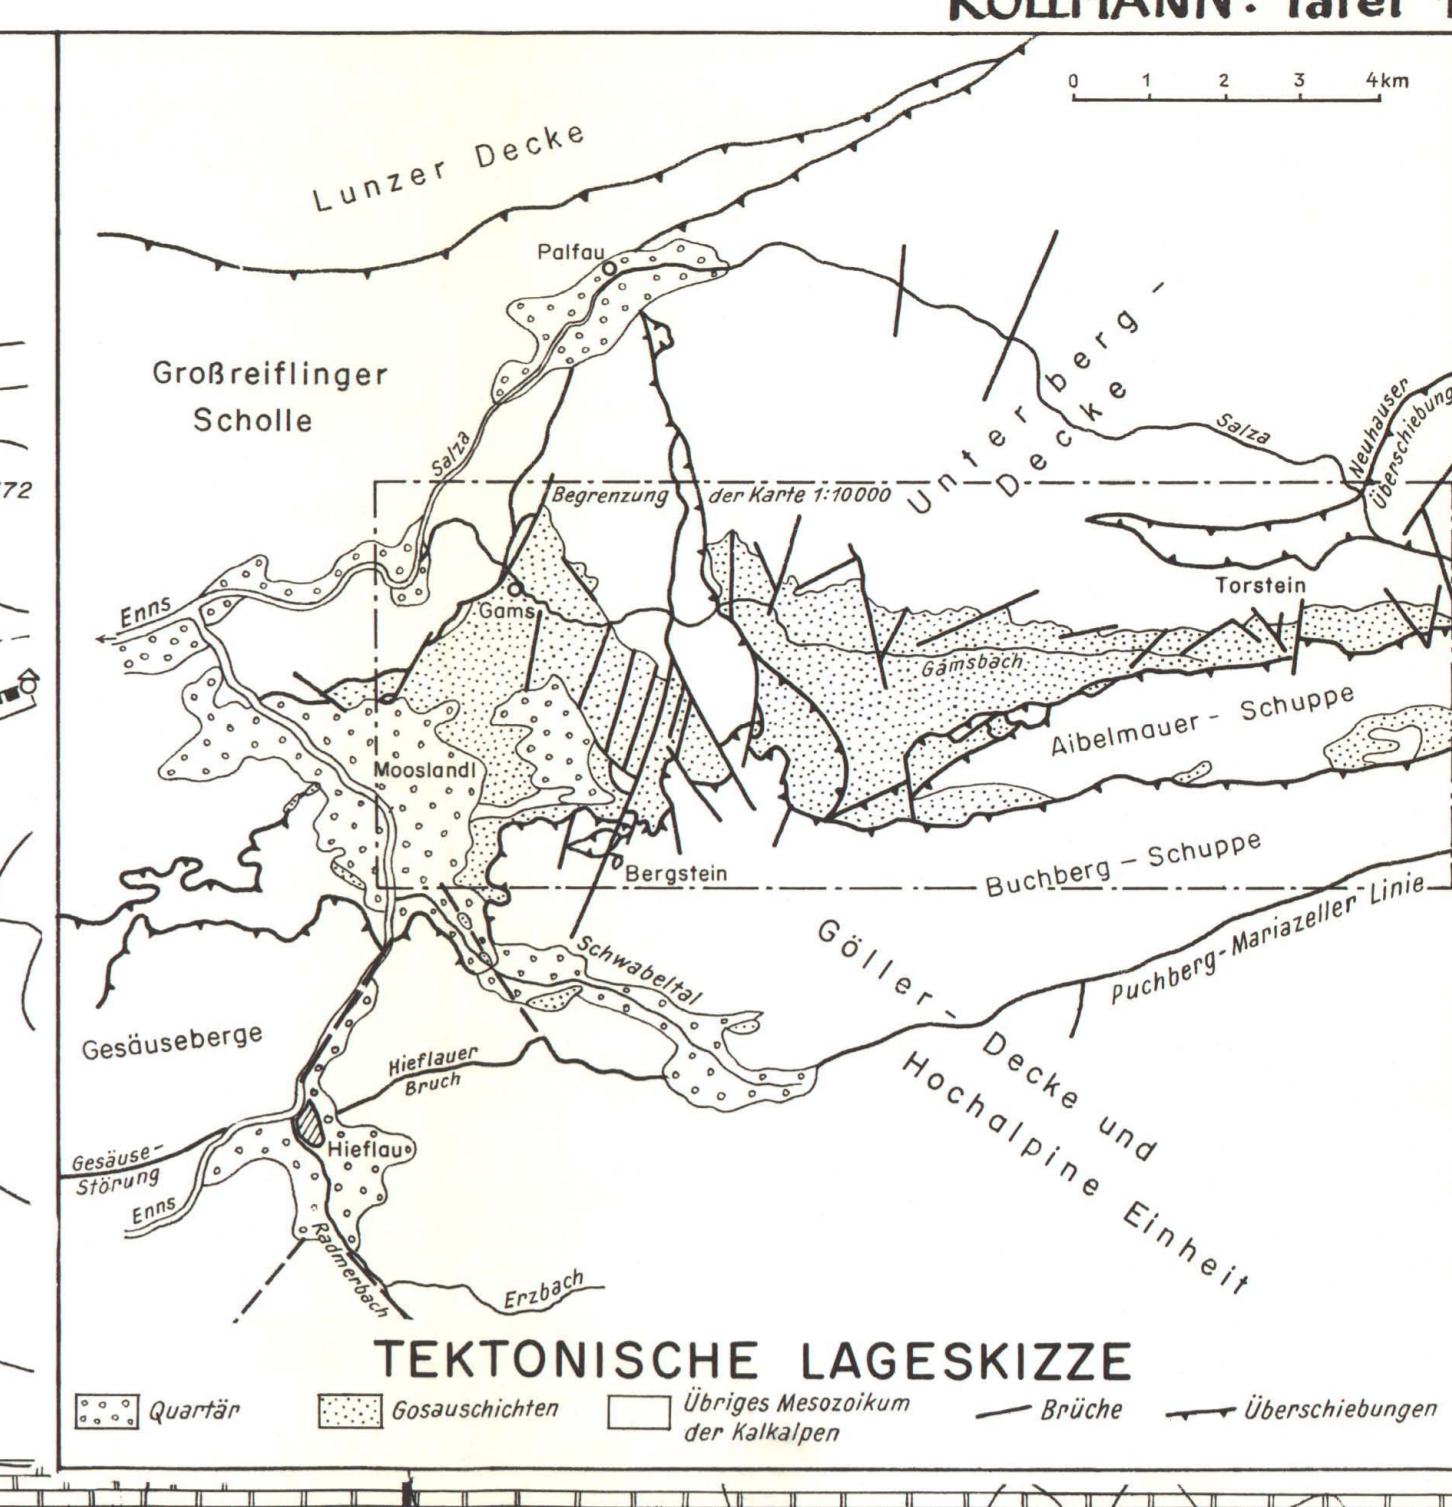 KOLLMANN: Tafel
0 1 2 3 4km
Lunzer Decke
Palfau
Großreiflinger
Scholle
Unterberg-
Decke
Salza
Salza
Neuhauser
Überschiebung
72
Begrenzung der Karte 1:10000
Enns
Gams
Torstein
Gamsbach
Aibelmauer - Schuppe
Mooslandl
Bergstein
Buchberg - Schuppe
Puchberg-Mariazeller Linie
Schwabeltal
Göller - Decke und
Hochalpine Einheit
Gesäuseberge
Hieflauer
Bruch
Hieflau
Gesäuse-
Störung
Enns
Radmerbach
Erzbach
TEKTONISCHE LAGESKIZZE
Quartär
Gosauschichten
Übriges Mesozoikum
der Kalkalpen
Brüche
Überschiebungen